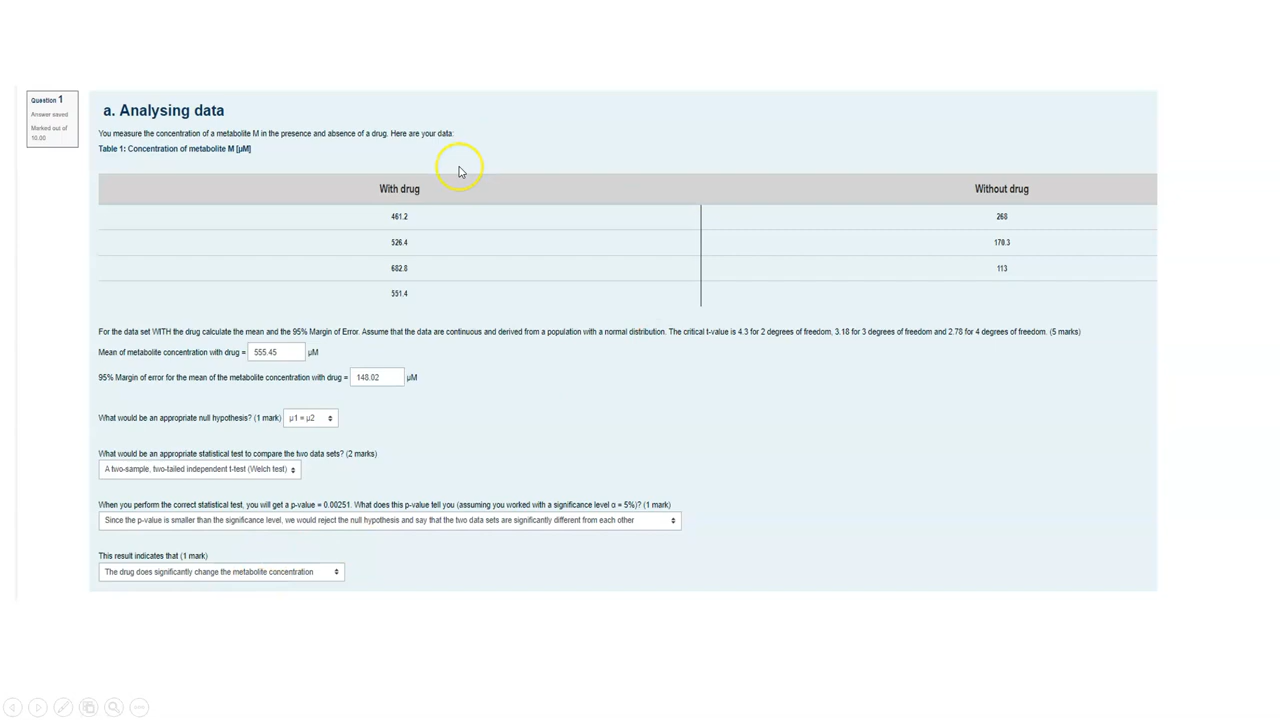 Question 1
Answer saved
Marked out of
10.00
a. Analysing data
You measure the concentration of a metabolite M in the presence and absence of a drug. Here are your data:
Table 1: Concentration of metabolite M [µM]
With drug Without drug
461.2 268
526.4 170.3
682.8 113
551.4
For the data set WITH the drug calculate the mean and the 95% Margin of Error. Assume that the data are continuous and derived from a population with a normal distribution. The critical t-value is 4.3 for 2 degrees of freedom, 3.18 for 3 degrees of freedom and 2.78 for 4 degrees of freedom. (5 marks)
Mean of metabolite concentration with drug = 555.45 µM
95% Margin of error for the mean of the metabolite concentration with drug = 148.02 µM
What would be an appropriate null hypothesis? (1 mark) µ1 = µ2
What would be an appropriate statistical test to compare the two data sets? (2 marks)
A two-sample, two-tailed independent t-test (Welch test)
When you perform the correct statistical test, you will get a p-value = 0.00251. What does this p-value tell you (assuming you worked with a significance level α = 5%)? (1 mark)
Since the p-value is smaller than the significance level, we would reject the null hypothesis and say that the two data sets are significantly different from each other
This result indicates that (1 mark)
The drug does significantly change the metabolite concentration